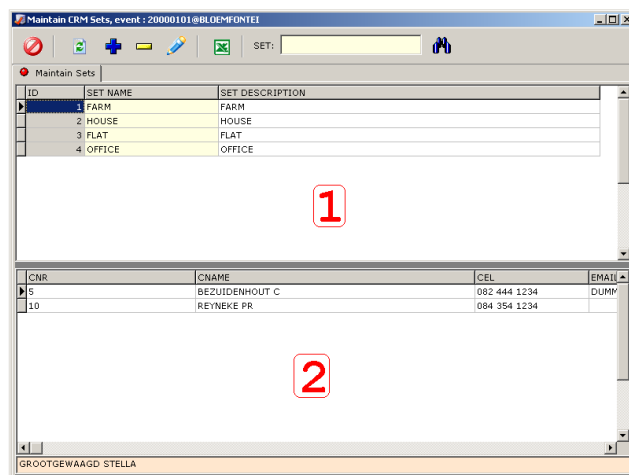 Maintain CRM Sets, event : 20000101@BLOEMFONTEI
SET:
Maintain Sets
ID SET NAME SET DESCRIPTION
1 FARM FARM
2 HOUSE HOUSE
3 FLAT FLAT
4 OFFICE OFFICE
1
CNR CNAME CEL EMAIL
5 BEZUIDENHOUT C 082 444 1234 DUMM
10 REYNEKE PR 084 354 1234
2
GROOTGEWAAGD STELLA